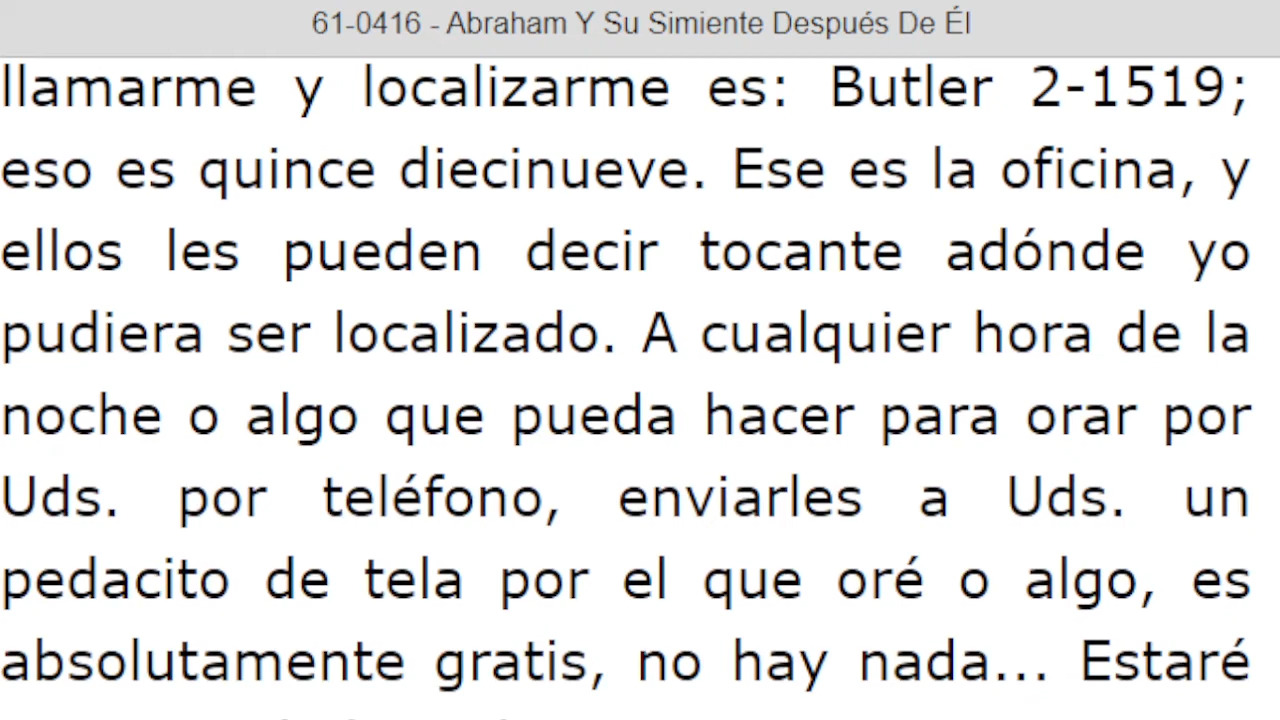 61-0416 - Abraham Y Su Simiente Después De Él
llamarme y localizarme es: Butler 2-1519;
eso es quince diecinueve. Ese es la oficina, y
ellos les pueden decir tocante adónde yo
pudiera ser localizado. A cualquier hora de la
noche o algo que pueda hacer para orar por
Uds. por teléfono, enviarles a Uds. un
pedacito de tela por el que oré o algo, es
absolutamente gratis, no hay nada... Estaré